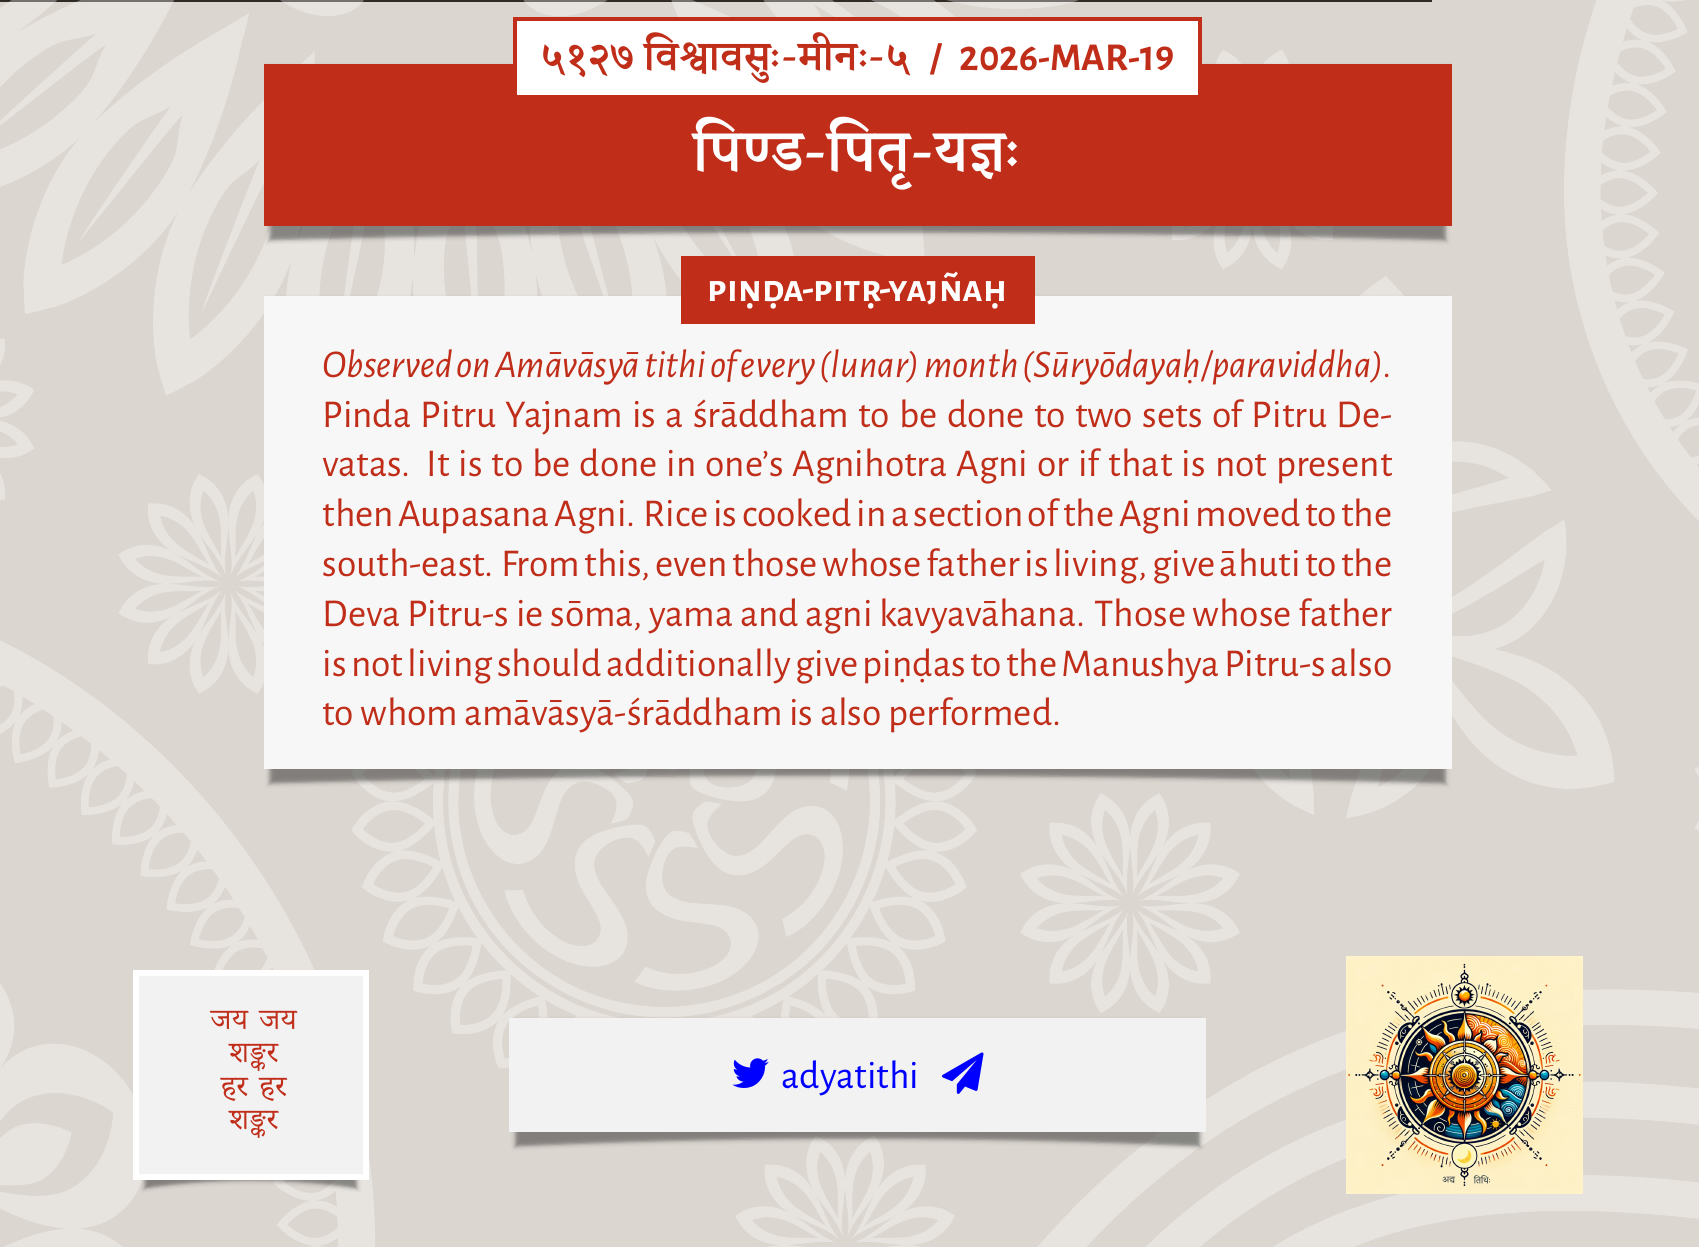 ५१२७ विश्वावसुः-मीनः-५ / 2026-MAR-19
पिण्ड-पितृ-यज्ञः
PIṆḌA-PITṚ-YAJÑAḤ
Observed on Amāvāsyā tithi of every (lunar) month (Sūryōdayaḥ/paraviddha).
Pinda Pitru Yajnam is a śrāddham to be done to two sets of Pitru De-
vatas. It is to be done in one’s Agnihotra Agni or if that is not present
then Aupasana Agni. Rice is cooked in a section of the Agni moved to the
south-east. From this, even those whose father is living, give āhuti to the
Deva Pitru-s ie sōma, yama and agni kavyavāhana. Those whose father
is not living should additionally give piṇḍas to the Manushya Pitru-s also
to whom amāvāsyā-śrāddham is also performed.
जय जय
शङ्कर
हर हर
शङ्कर
adyatithi
अद्य तिथिः